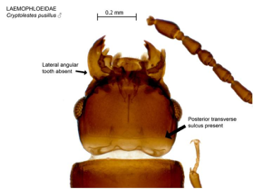 LAEMOPHLOEIDAE
Cryptolestes pusillus ♂
0.2 mm
Lateral angular
tooth absent
Posterior transverse
sulcus present